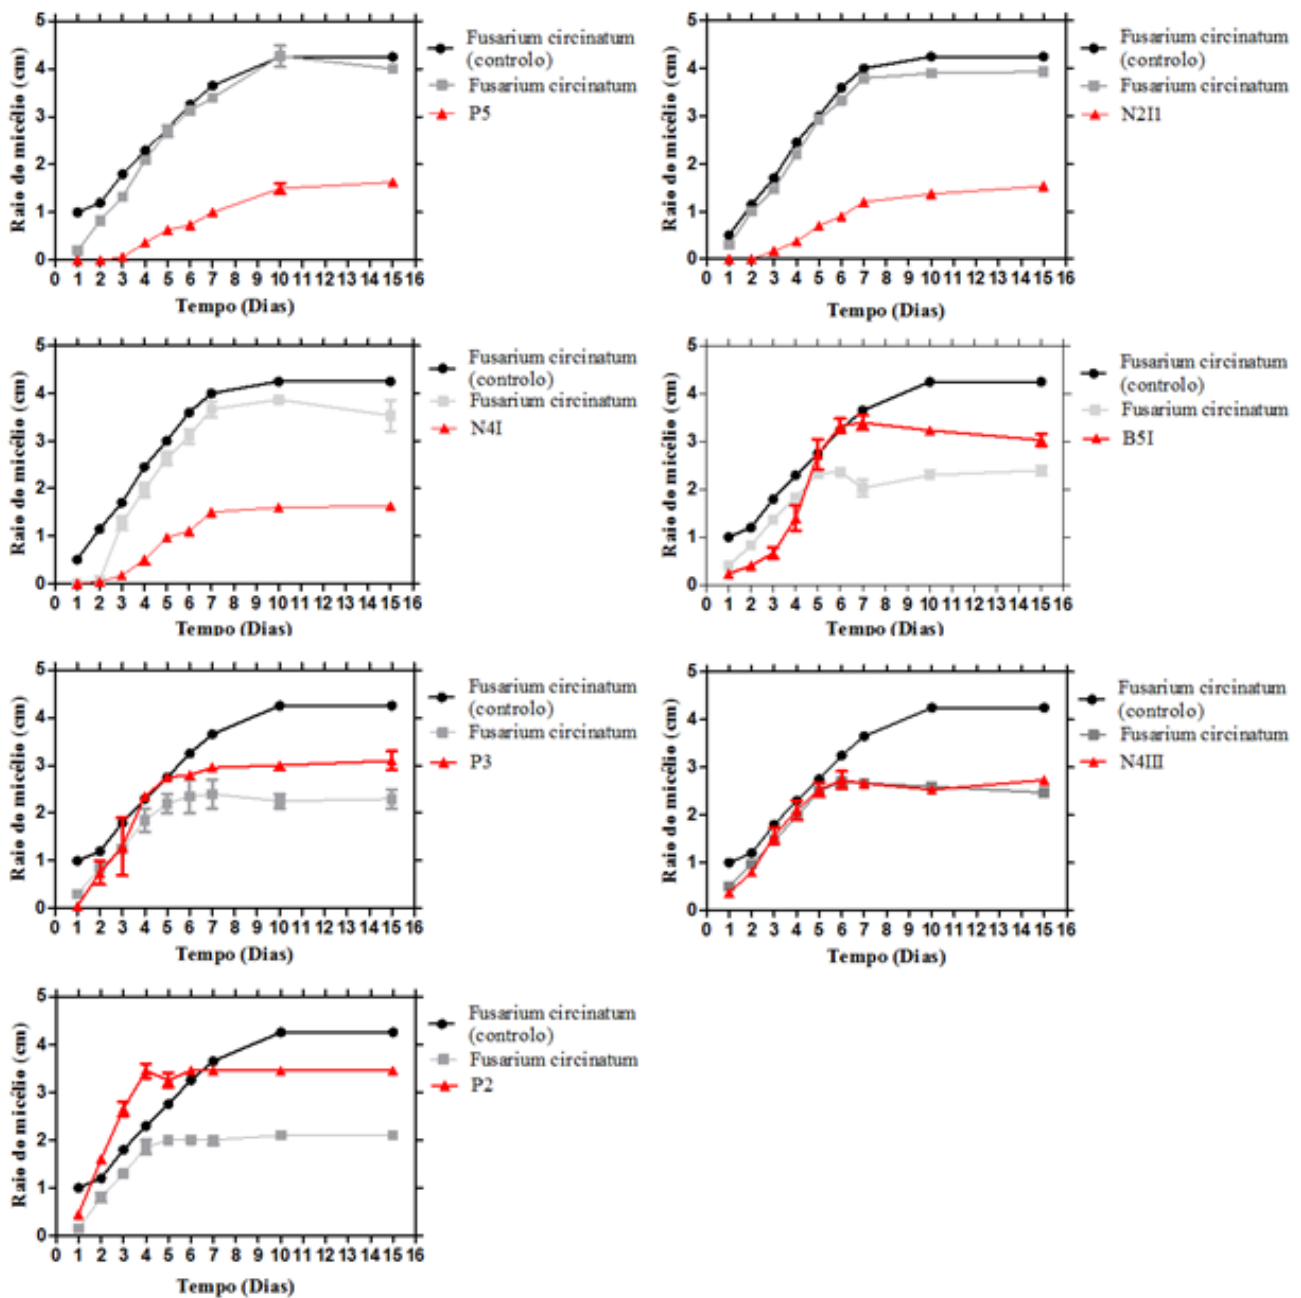 Raio do micélio (cm)
5
4
3
2
1
0
0 1 2 3 4 5 6 7 8 9 10 11 12 13 14 15 16
Tempo (Dias)
Fusarium circinatum
(controlo)
Fusarium circinatum
P5
Raio do micélio (cm)
5
4
3
2
1
0
0 1 2 3 4 5 6 7 8 9 10 11 12 13 14 15 16
Tempo (Dias)
Fusarium circinatum
(controlo)
Fusarium circinatum
N2I1
Raio do micélio (cm)
5
4
3
2
1
0
0 1 2 3 4 5 6 7 8 9 10 11 12 13 14 15 16
Tempo (Dias)
Fusarium circinatum
(controlo)
Fusarium circinatum
N4I
Raio do micélio (cm)
5
4
3
2
1
0
0 1 2 3 4 5 6 7 8 9 10 11 12 13 14 15 16
Tempo (Dias)
Fusarium circinatum
(controlo)
Fusarium circinatum
B5I
Raio do micélio (cm)
5
4
3
2
1
0
0 1 2 3 4 5 6 7 8 9 10 11 12 13 14 15 16
Tempo (Dias)
Fusarium circinatum
(controlo)
Fusarium circinatum
P3
Raio do micélio (cm)
5
4
3
2
1
0
0 1 2 3 4 5 6 7 8 9 10 11 12 13 14 15 16
Tempo (Dias)
Fusarium circinatum
(controlo)
Fusarium circinatum
N4III
Raio do micélio (cm)
5
4
3
2
1
0
0 1 2 3 4 5 6 7 8 9 10 11 12 13 14 15 16
Tempo (Dias)
Fusarium circinatum
(controlo)
Fusarium circinatum
P2